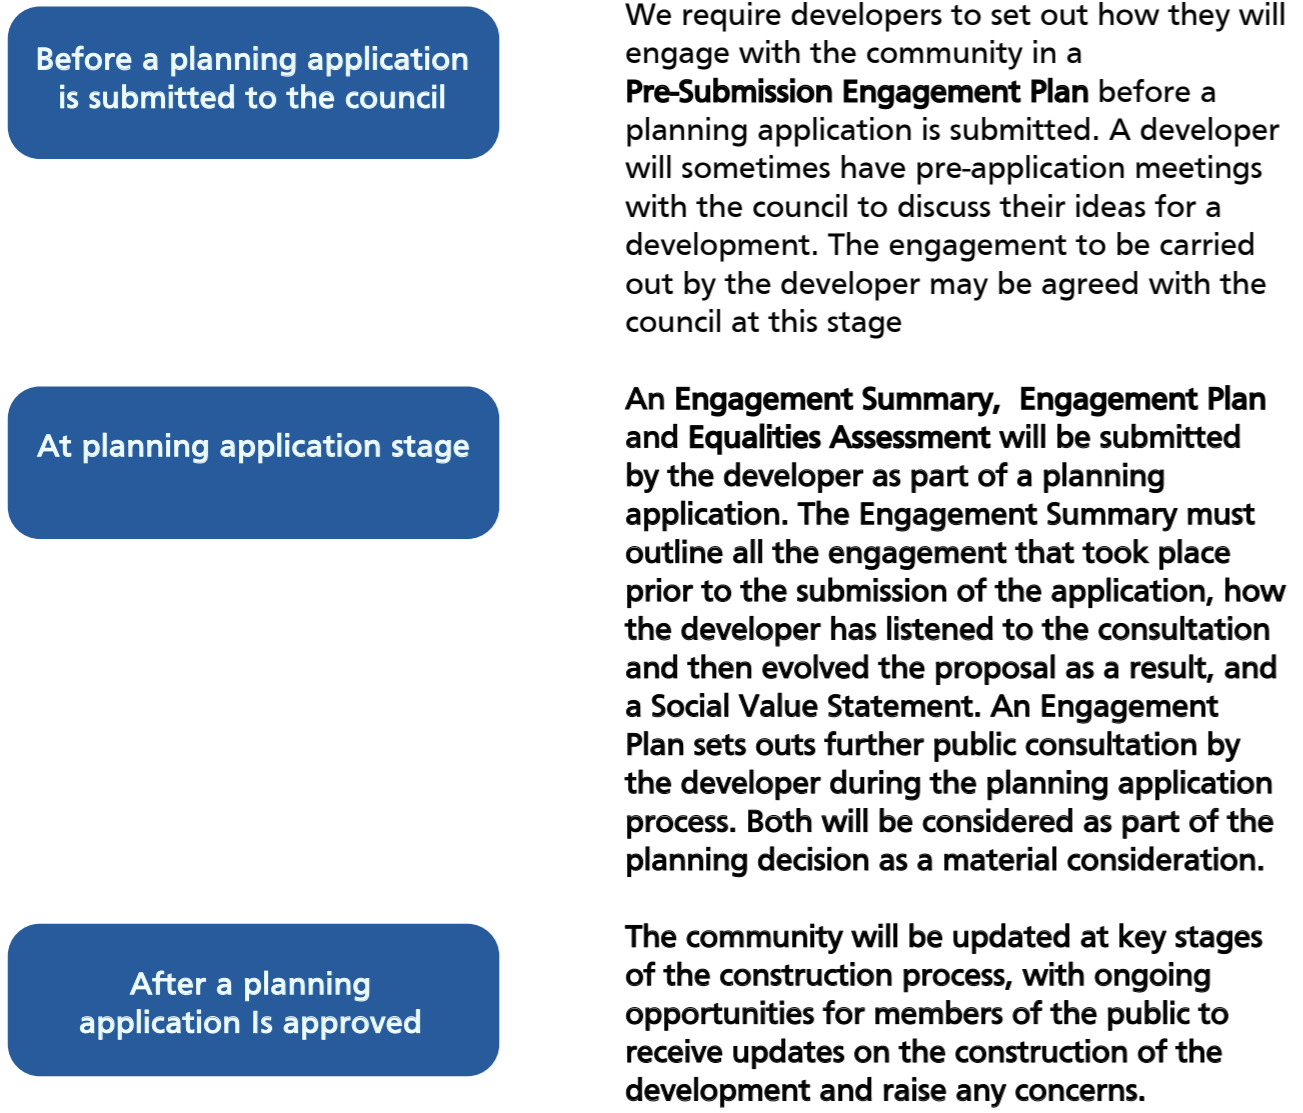 Before a planning application
is submitted to the council
We require developers to set out how they will
engage with the community in a
Pre-Submission Engagement Plan before a
planning application is submitted. A developer
will sometimes have pre-application meetings
with the council to discuss their ideas for a
development. The engagement to be carried
out by the developer may be agreed with the
council at this stage
At planning application stage
An Engagement Summary,  Engagement Plan
and Equalities Assessment will be submitted
by the developer as part of a planning
application. The Engagement Summary must
outline all the engagement that took place
prior to the submission of the application, how
the developer has listened to the consultation
and then evolved the proposal as a result, and
a Social Value Statement. An Engagement
Plan sets outs further public consultation by
the developer during the planning application
process. Both will be considered as part of the
planning decision as a material consideration.
After a planning
application Is approved
The community will be updated at key stages
of the construction process, with ongoing
opportunities for members of the public to
receive updates on the construction of the
development and raise any concerns.